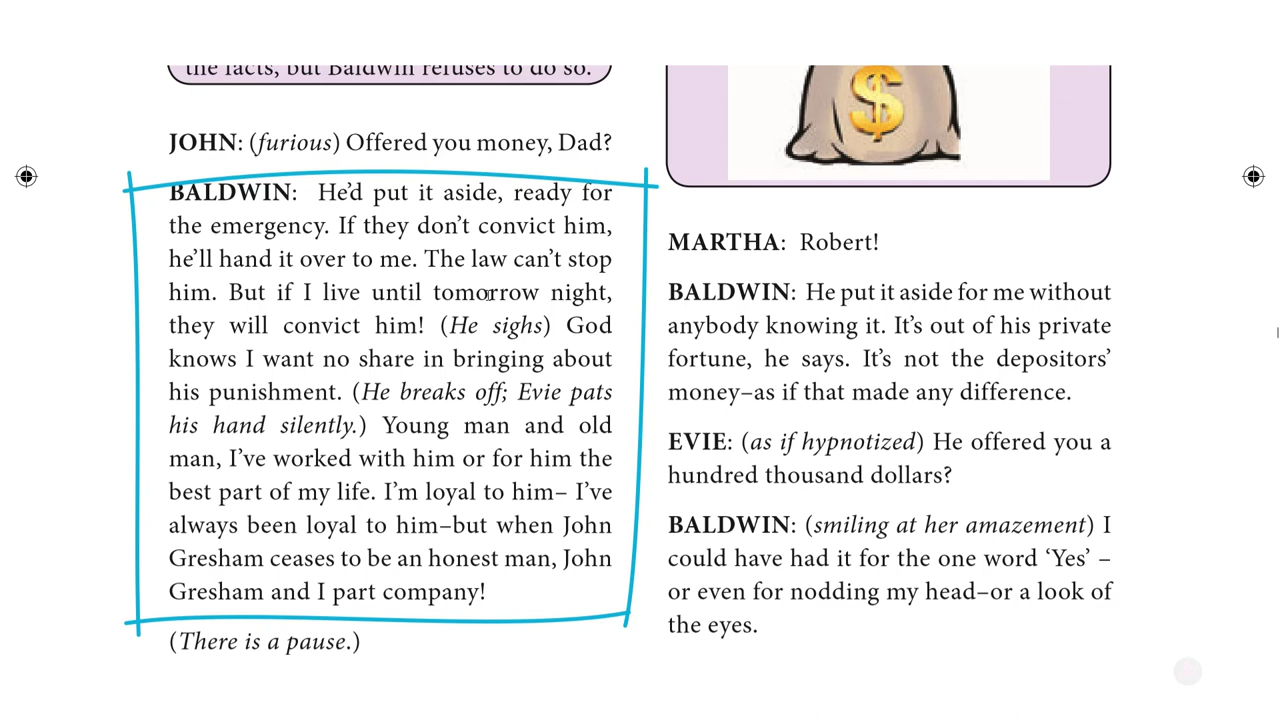 the facts, but Baldwin refuses to do so.
JOHN: (furious) Offered you money, Dad?
BALDWIN: He’d put it aside, ready for
the emergency. If they don’t convict him,
he’ll hand it over to me. The law can’t stop
him. But if I live until tomorrow night,
they will convict him! (He sighs) God
knows I want no share in bringing about
his punishment. (He breaks off; Evie pats
his hand silently.) Young man and old
man, I’ve worked with him or for him the
best part of my life. I’m loyal to him– I’ve
always been loyal to him–but when John
Gresham ceases to be an honest man, John
Gresham and I part company!
(There is a pause.)
$
MARTHA: Robert!
BALDWIN: He put it aside for me without
anybody knowing it. It’s out of his private
fortune, he says. It’s not the depositors’
money–as if that made any difference.
EVIE: (as if hypnotized) He offered you a
hundred thousand dollars?
BALDWIN: (smiling at her amazement) I
could have had it for the one word ‘Yes’ –
or even for nodding my head–or a look of
the eyes.